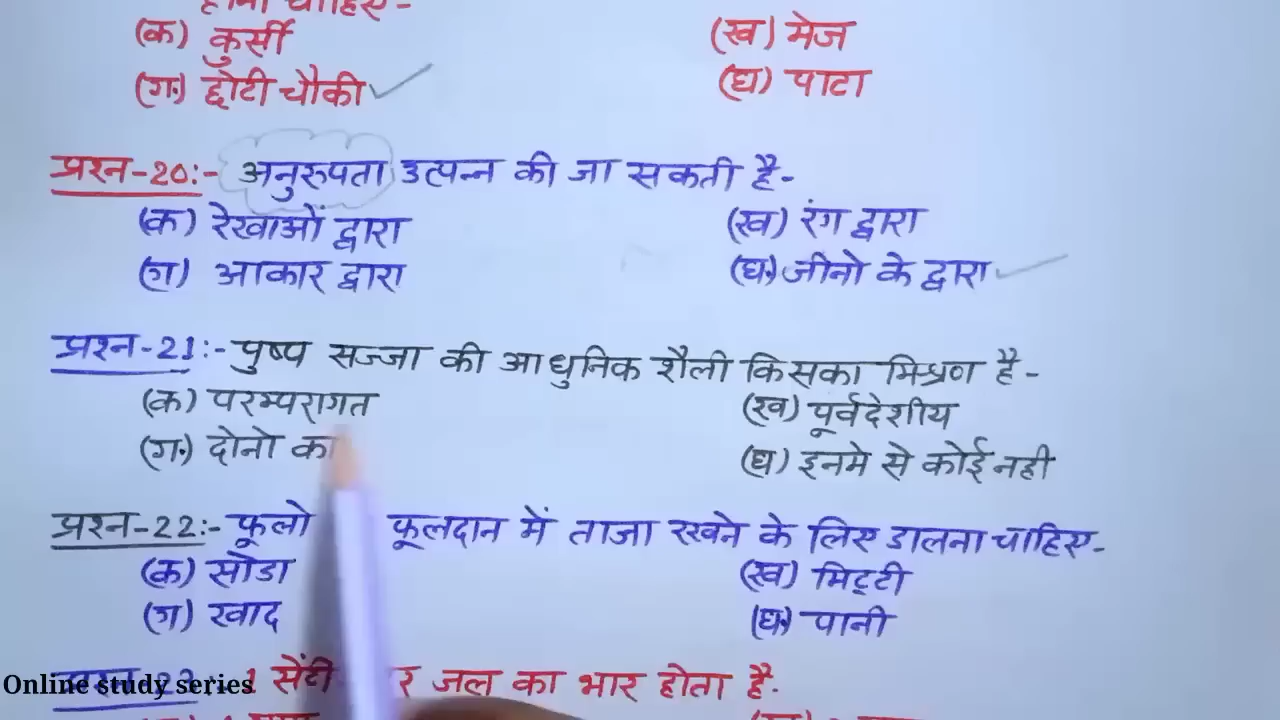 होना चाहिए-
(क) कुर्सी (ख) मेज
(ग.) छोटी चौकी (घ) पाटा
प्रश्न-20:- अनुरुपता उत्पन्न की जा सकती है-
(क) रेखाओं द्वारा (ख) रंग द्वारा
(ग) आकार द्वारा (घ.) जीनो के द्वारा
प्रश्न-21:- पुष्प सज्जा की आधुनिक शैली किसका मिश्रण है-
(क) परम्परागत (ख) पूर्वदेशीय
(ग.) दोनो का (घ) इनमे से कोई नही
प्रश्न-22:- फूलो फूलदान में ताजा रखने के लिए डालना चाहिए-
(क) सोडा (ख) मिट्टी
(ग) खाद (घ.) पानी
1 सेंटी जल का भार होता है-
Online study series